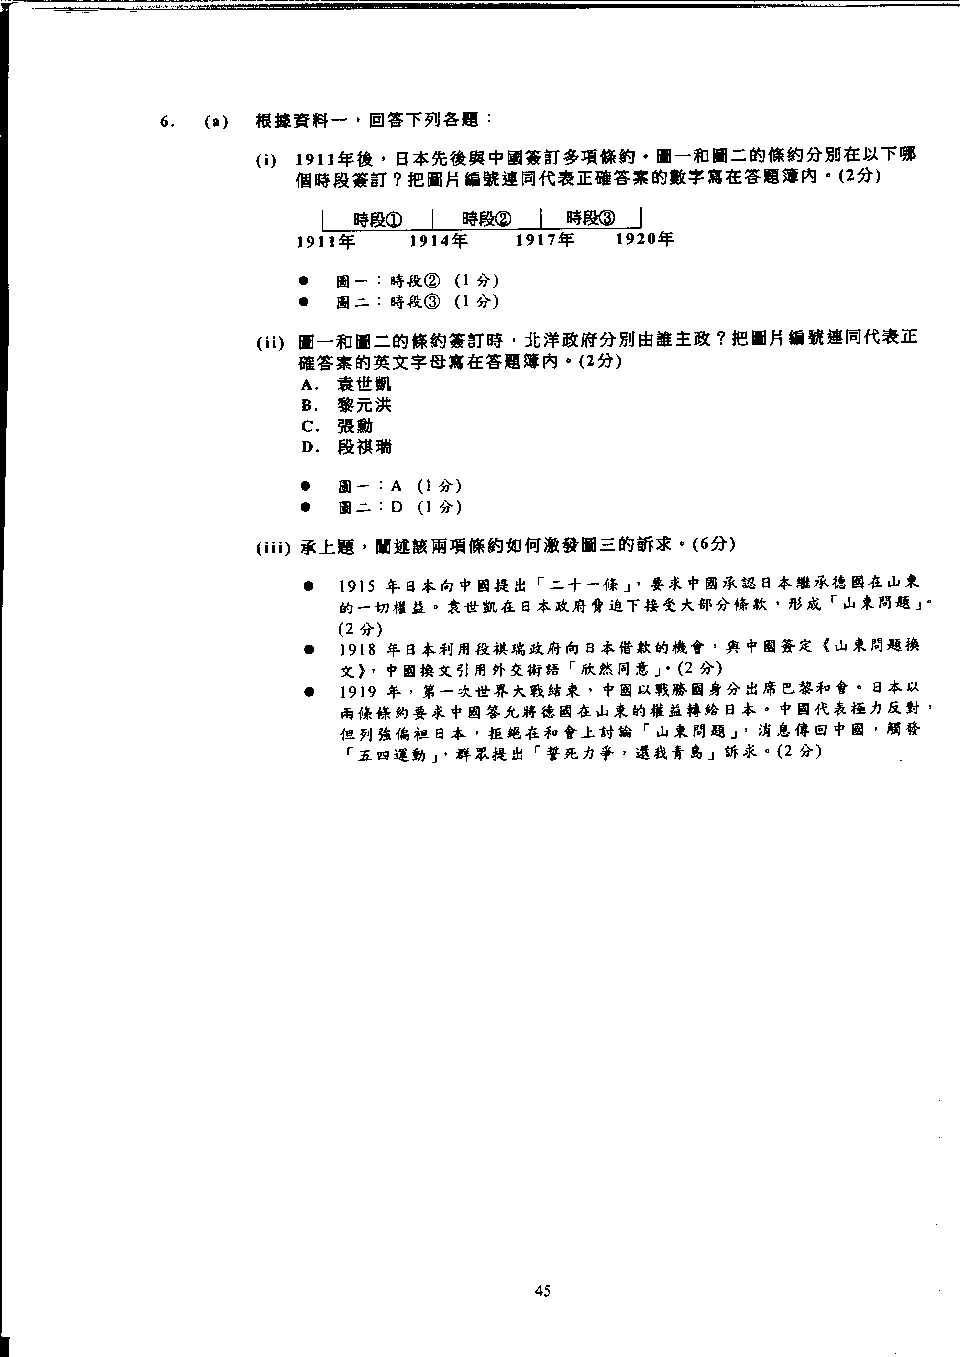 6. (a) 根據資料一，回答下列各題：
(i) 1911年後，日本先後與中國簽訂多項條約。圖一和圖二的條約分別在以下哪
個時段簽訂？把圖片編號連同代表正確答案的數字寫在答題簿內。(2分)
時段① 時段② 時段③
1911年 1914年 1917年 1920年
● 圖一：時段② (1 分)
● 圖二：時段③ (1 分)
(ii) 圖一和圖二的條約簽訂時，北洋政府分別由誰主政？把圖片編號連同代表正
確答案的英文字母寫在答題簿內。(2分)
A. 袁世凱
B. 黎元洪
C. 張勳
D. 段祺瑞
● 圖一：A (1 分)
● 圖二：D (1 分)
(iii) 承上題，闡述該兩項條約如何激發圖三的訴求。(6分)
● 1915 年日本向中國提出「二十一條」，要求中國承認日本繼承德國在山東
的一切權益。袁世凱在日本政府脅迫下接受大部分條款，形成「山東問題」。
(2 分)
● 1918 年日本利用段祺瑞政府向日本借款的機會，與中國簽定《山東問題換
文》，中國換文引用外交術語「欣然同意」。(2 分)
● 1919 年，第一次世界大戰結束，中國以戰勝國身分出席巴黎和會。日本以
兩條條約要求中國答允將德國在山東的權益轉給日本。中國代表極力反對，
但列強偏袒日本，拒絕在和會上討論「山東問題」，消息傳回中國，觸發
「五四運動」，群眾提出「誓死力爭，還我青島」訴求。(2 分)
45